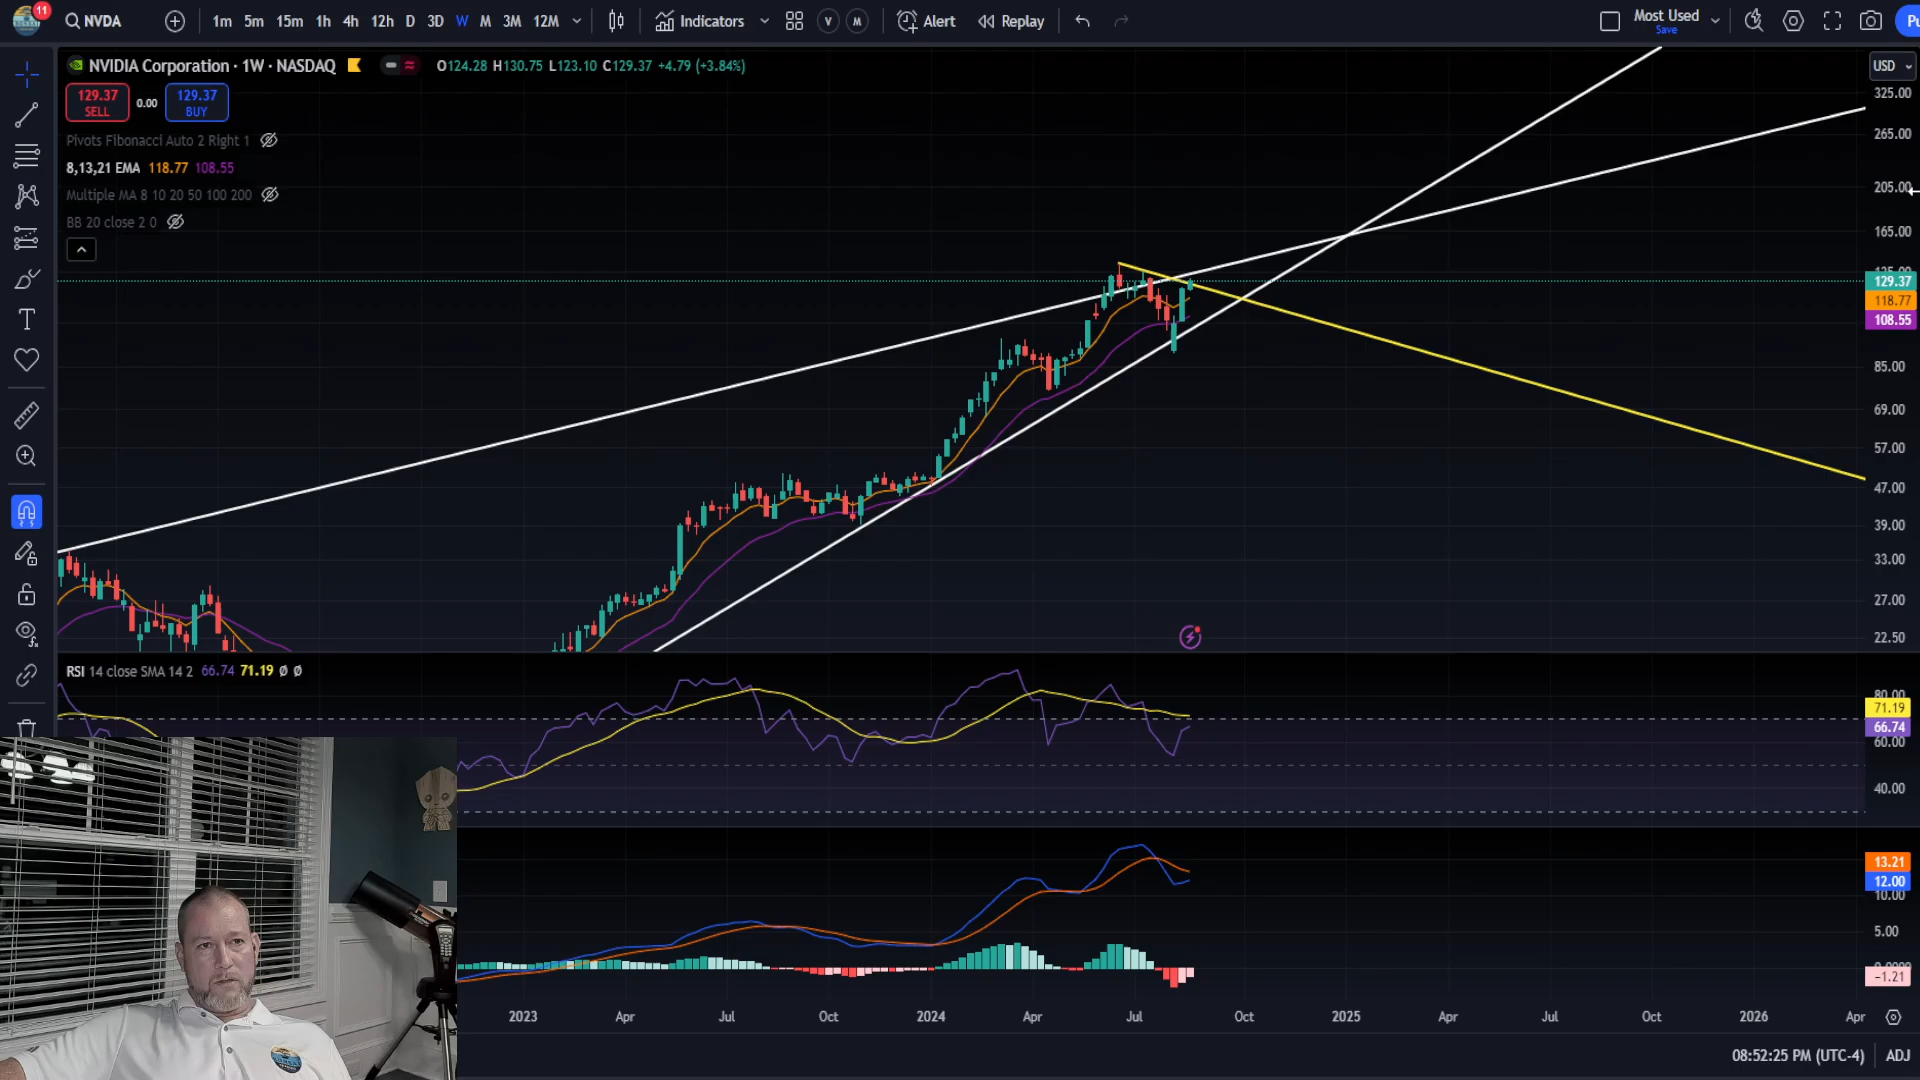 11
NVDA
1m 5m 15m 1h 4h 12h D 3D W M 3M 12M
Indicators
V
M
Alert
Replay
Most Used
Save
Pu
NVIDIA Corporation · 1W · NASDAQ
O124.28 H130.75 L123.10 C129.37 +4.79 (+3.84%)
USD
129.37
SELL
0.00
129.37
BUY
Pivots Fibonacci Auto 2 Right 1
8,13,21 EMA 118.77 108.55
Multiple MA 8 10 20 50 100 200
BB 20 close 2 0
325.00
265.00
205.00
165.00
129.37
118.77
108.55
85.00
69.00
57.00
47.00
39.00
33.00
27.00
22.50
RSI 14 close SMA 14 2 66.74 71.19 Ø Ø
80.00
71.19
66.74
60.00
40.00
13.21
12.00
10.00
5.00
0.0000
−1.21
2023 Apr Jul Oct 2024 Apr Jul Oct 2025 Apr Jul Oct 2026 Apr
08:52:25 PM (UTC-4)
ADJ